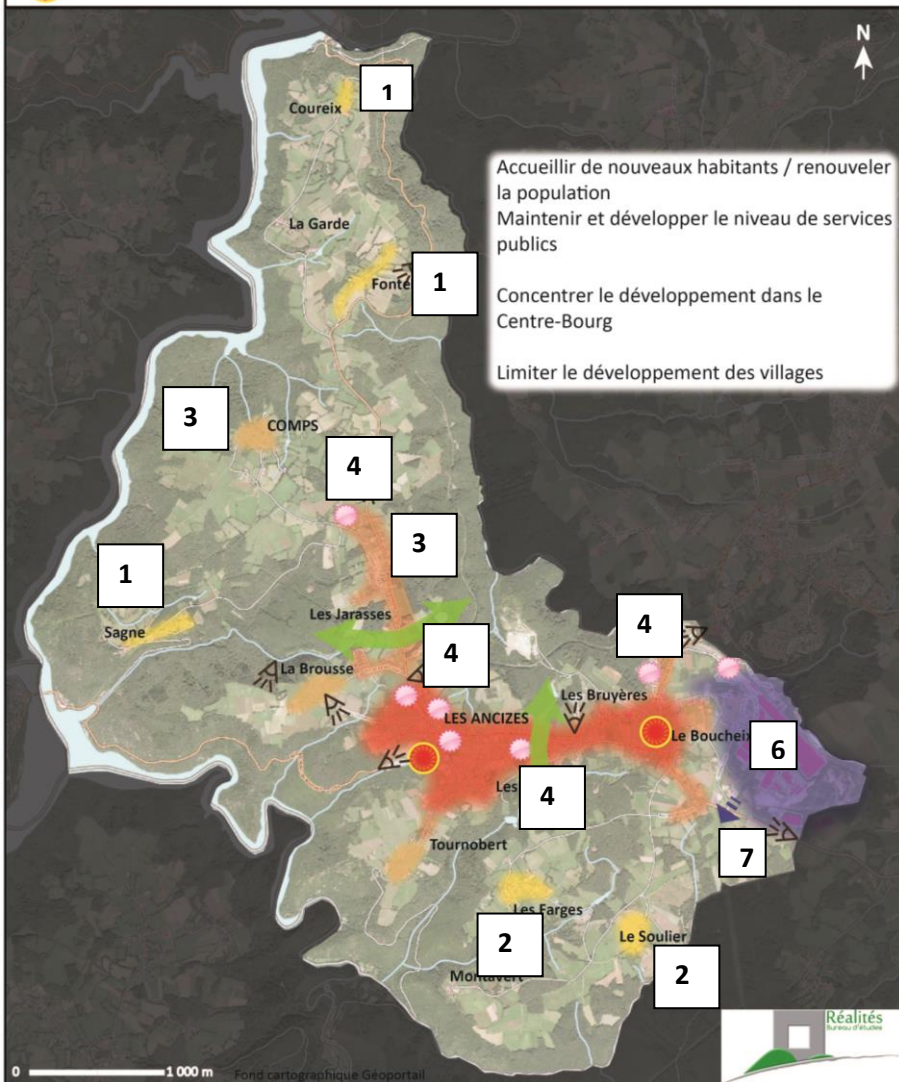 N
1
Coureix
Accueillir de nouveaux habitants / renouveler
la population
Maintenir et développer le niveau de services
publics
Concentrer le développement dans le
Centre-Bourg
Limiter le développement des villages
La Garde
Fonte
1
3
COMPS
4
3
1
Les Jarasses
Sagne
4
4
La Brousse
Les Bruyères
LES ANCIZES
Le Boucheix
6
Les
4
7
Tournobert
Les Farges
2
Le Soulier
2
Montavert
Réalités
Bureau d'études
0 1 000 m Fond cartographique Géoportail